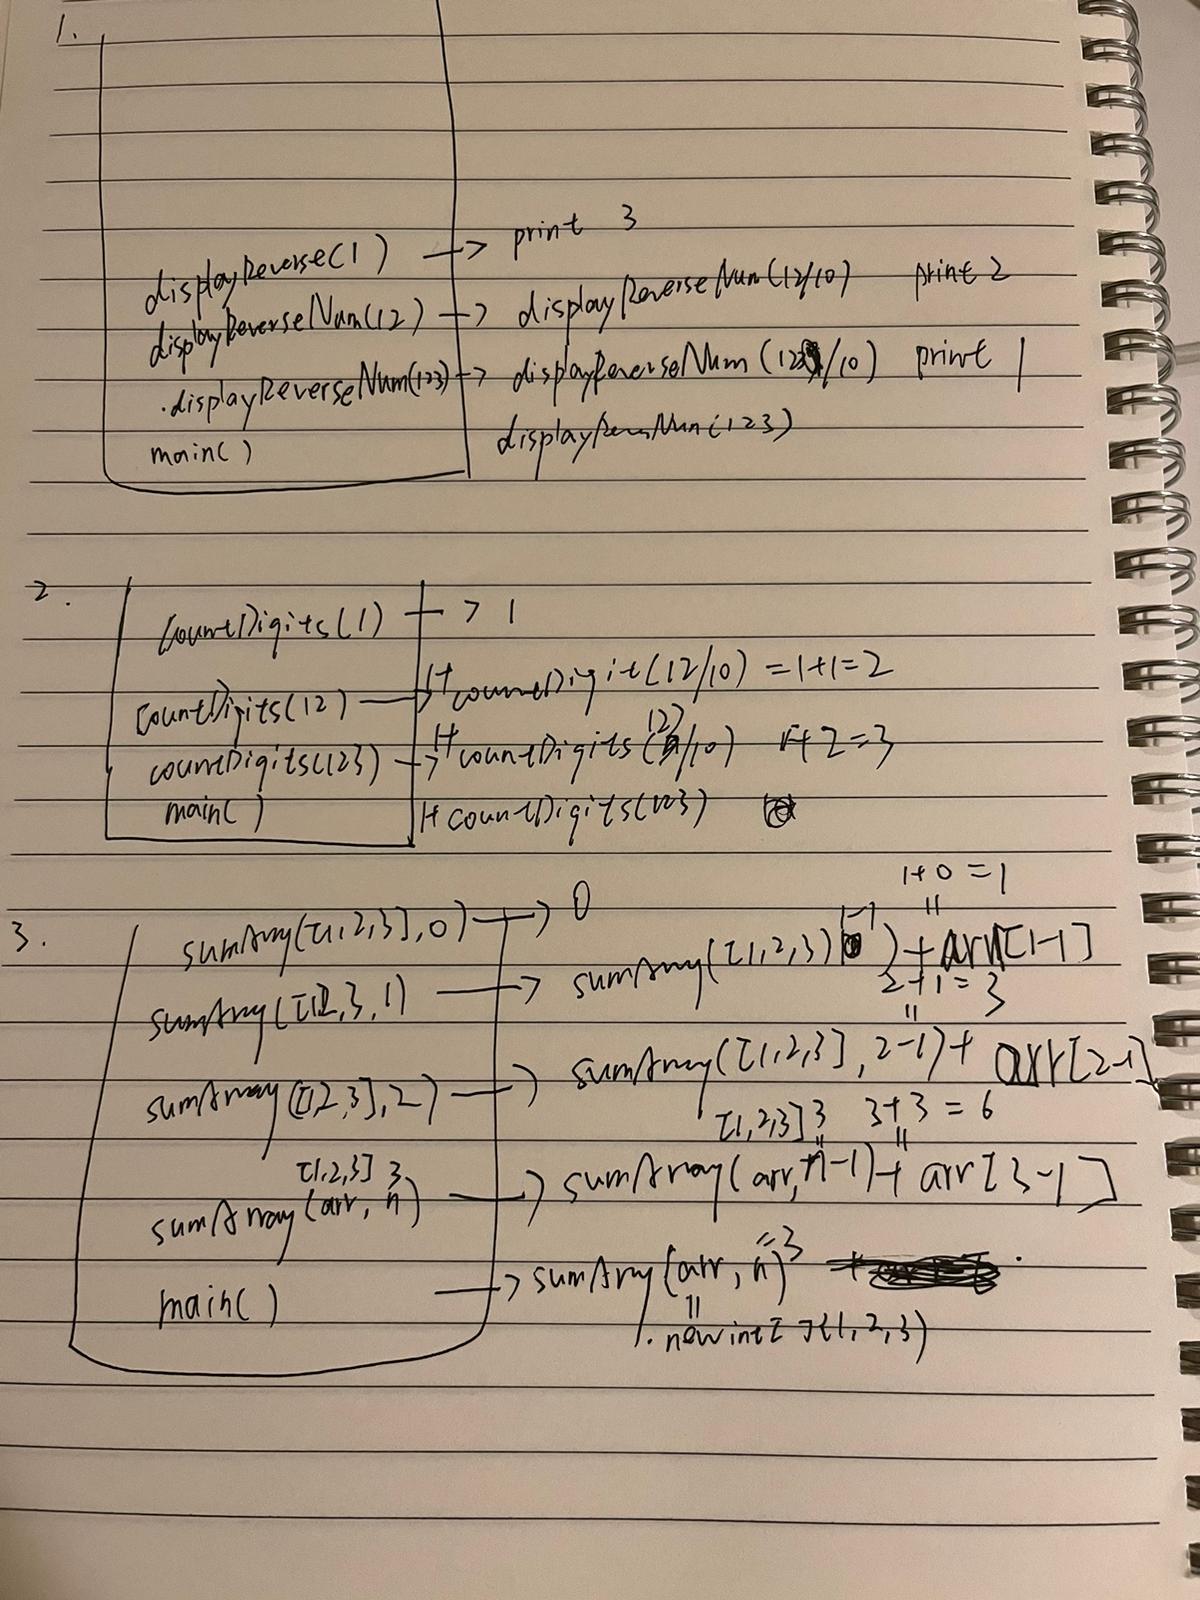 1.
displayReverse(1) -> print 3
displayReverseNum(12) -> displayReverseNum(12/10) print 2
displayReverseNum(123) -> displayReverseNum(123/10) print 1
main() displayReverseNum(123)
2.
countDigits(1) -> 1
countDigits(12) -> 1+countDigit(12/10) =1+1=2
countDigits(123) -> 1+countDigits(123/10) 1+2=3
main() 1+countDigits(123)
1+0=1
3. sumArray([1,2,3],0) -> 0
sumArray([1,2,3,1) -> sumArray([1,2,3) 1-1)+arr[1-1]
2+1=3
sumArray([1,2,3],2) -> sumArray([1,2,3],2-1)+arr[2-1]
[1,2,3] 3 3+3=6
[1,2,3] 3
sumArray(arr, n) -> sumArray(arr,n-1)+arr[3-1]
main() -> sumArray(arr, n) =3
=
new int[]{1,2,3)